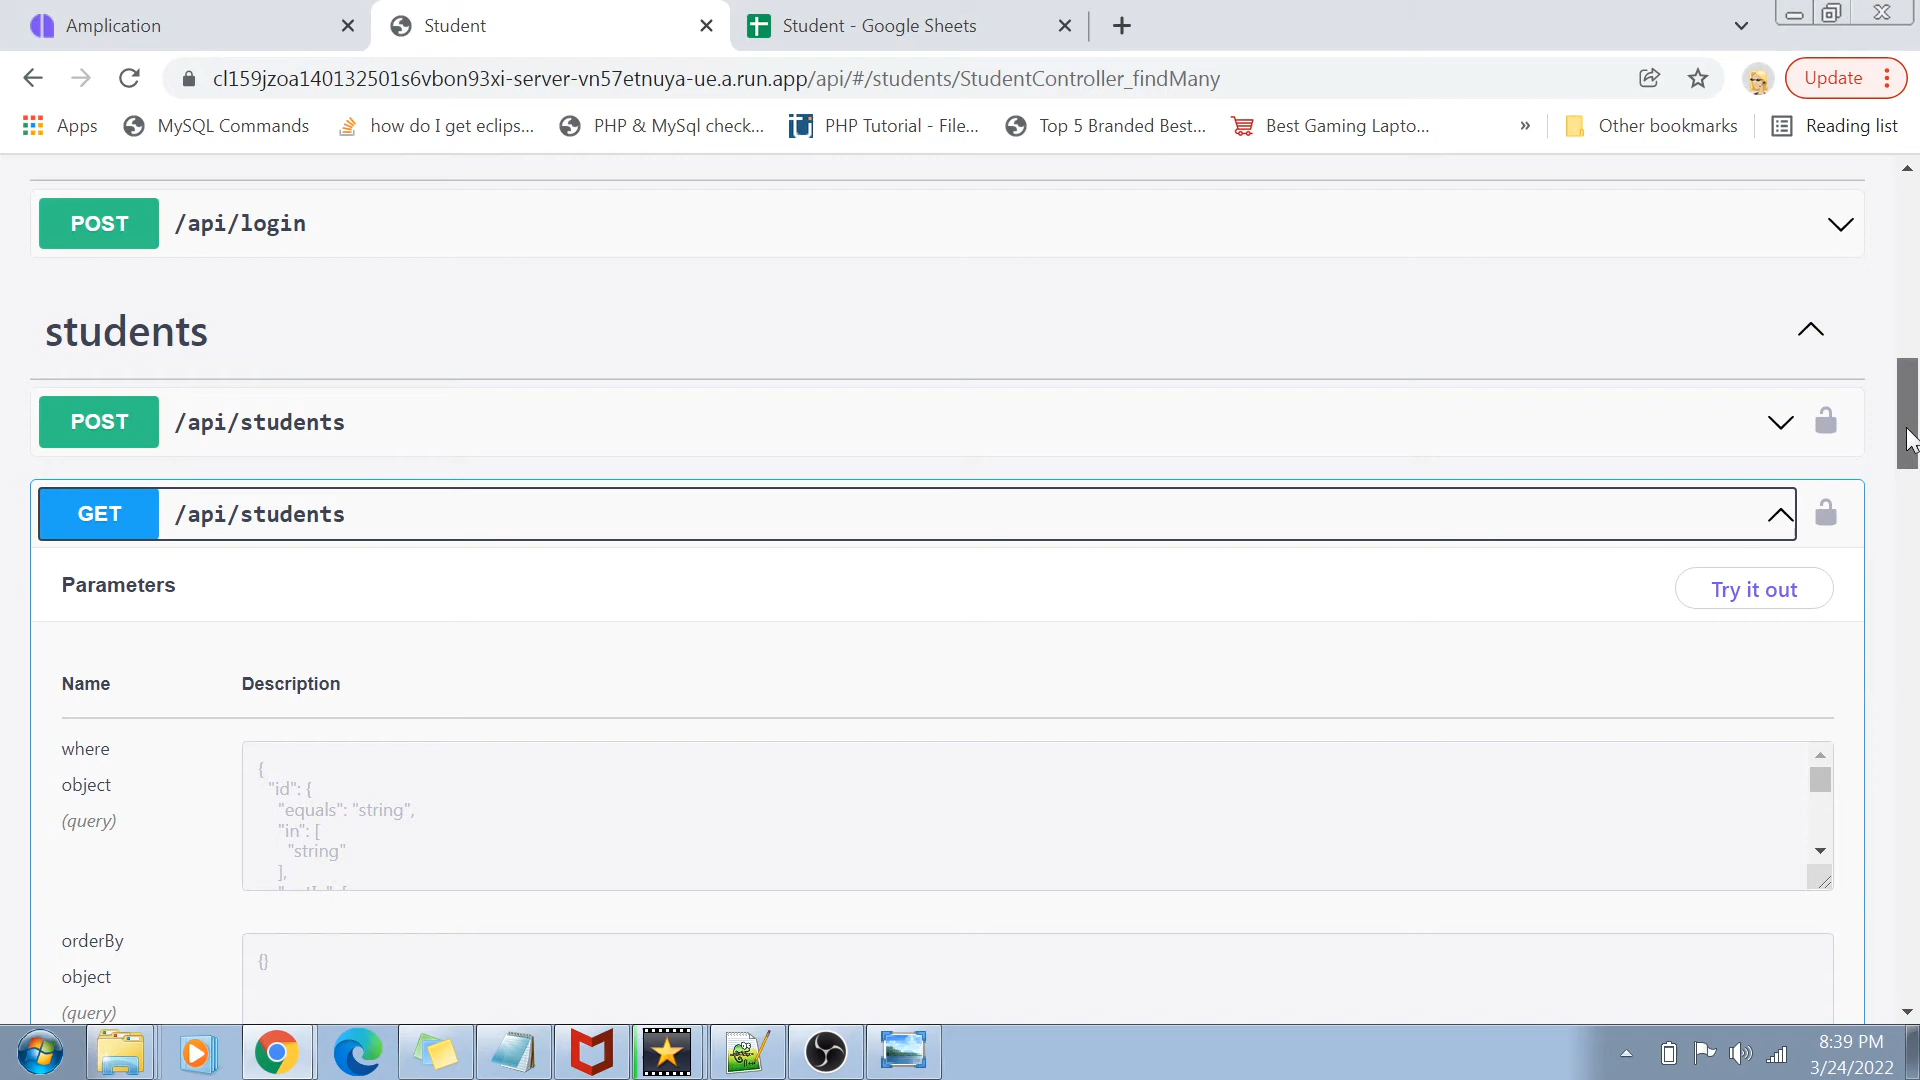 Amplication
Student
Student - Google Sheets
cl159jzoa140132501s6vbon93xi-server-vn57etnuya-ue.a.run.app/api/#/students/StudentController_findMany
Update
Apps
MySQL Commands
how do I get eclips...
PHP & MySql check...
PHP Tutorial - File...
Top 5 Branded Best...
Best Gaming Lapto...
»
Other bookmarks
Reading list
POST /api/login
students
POST /api/students
GET /api/students
Parameters
Try it out
Name Description
where
object
(query)
{
"id": {
"equals": "string",
"in": [
"string"
],
orderBy
object
(query)
{}
8:39 PM
3/24/2022